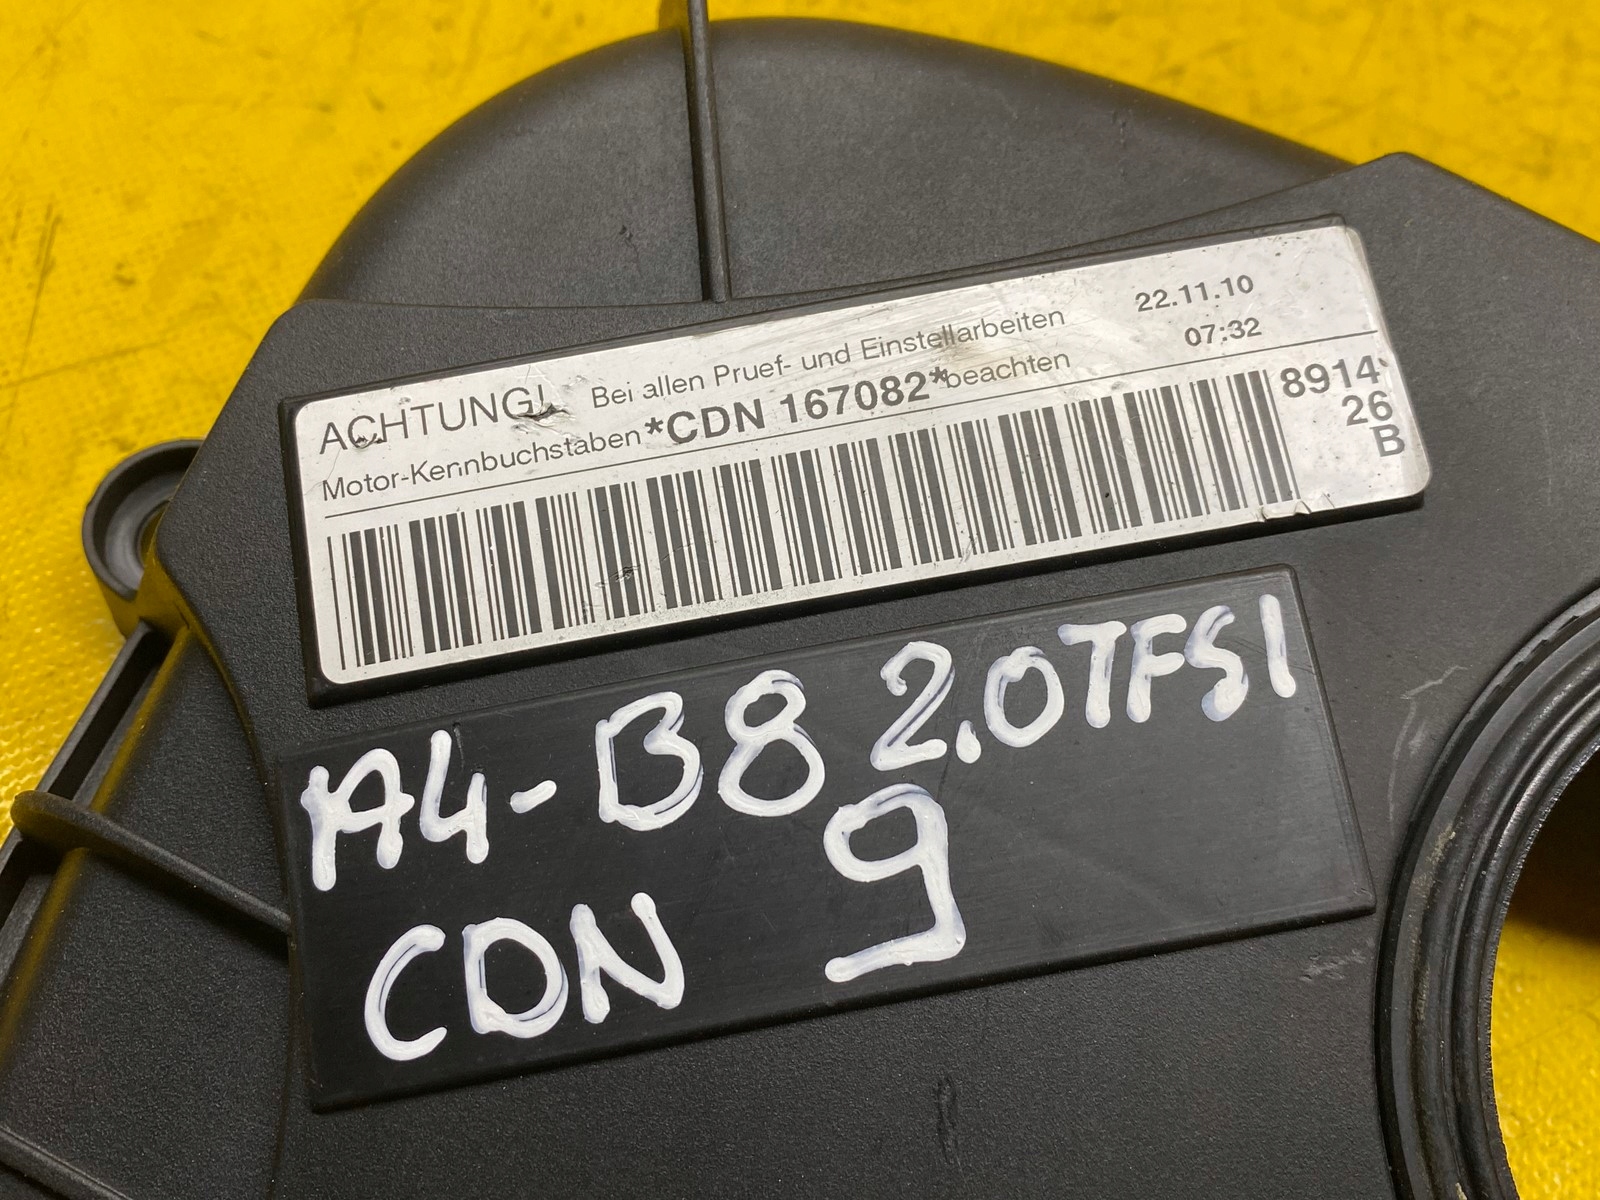 ACHTUNG! Bei allen Pruef- und Einstellarbeiten 22.11.10
Motor-Kennbuchstaben *CDN 167082* beachten 07:32
8914
26
B
A4-B8 2.0TFSI
CDN 9